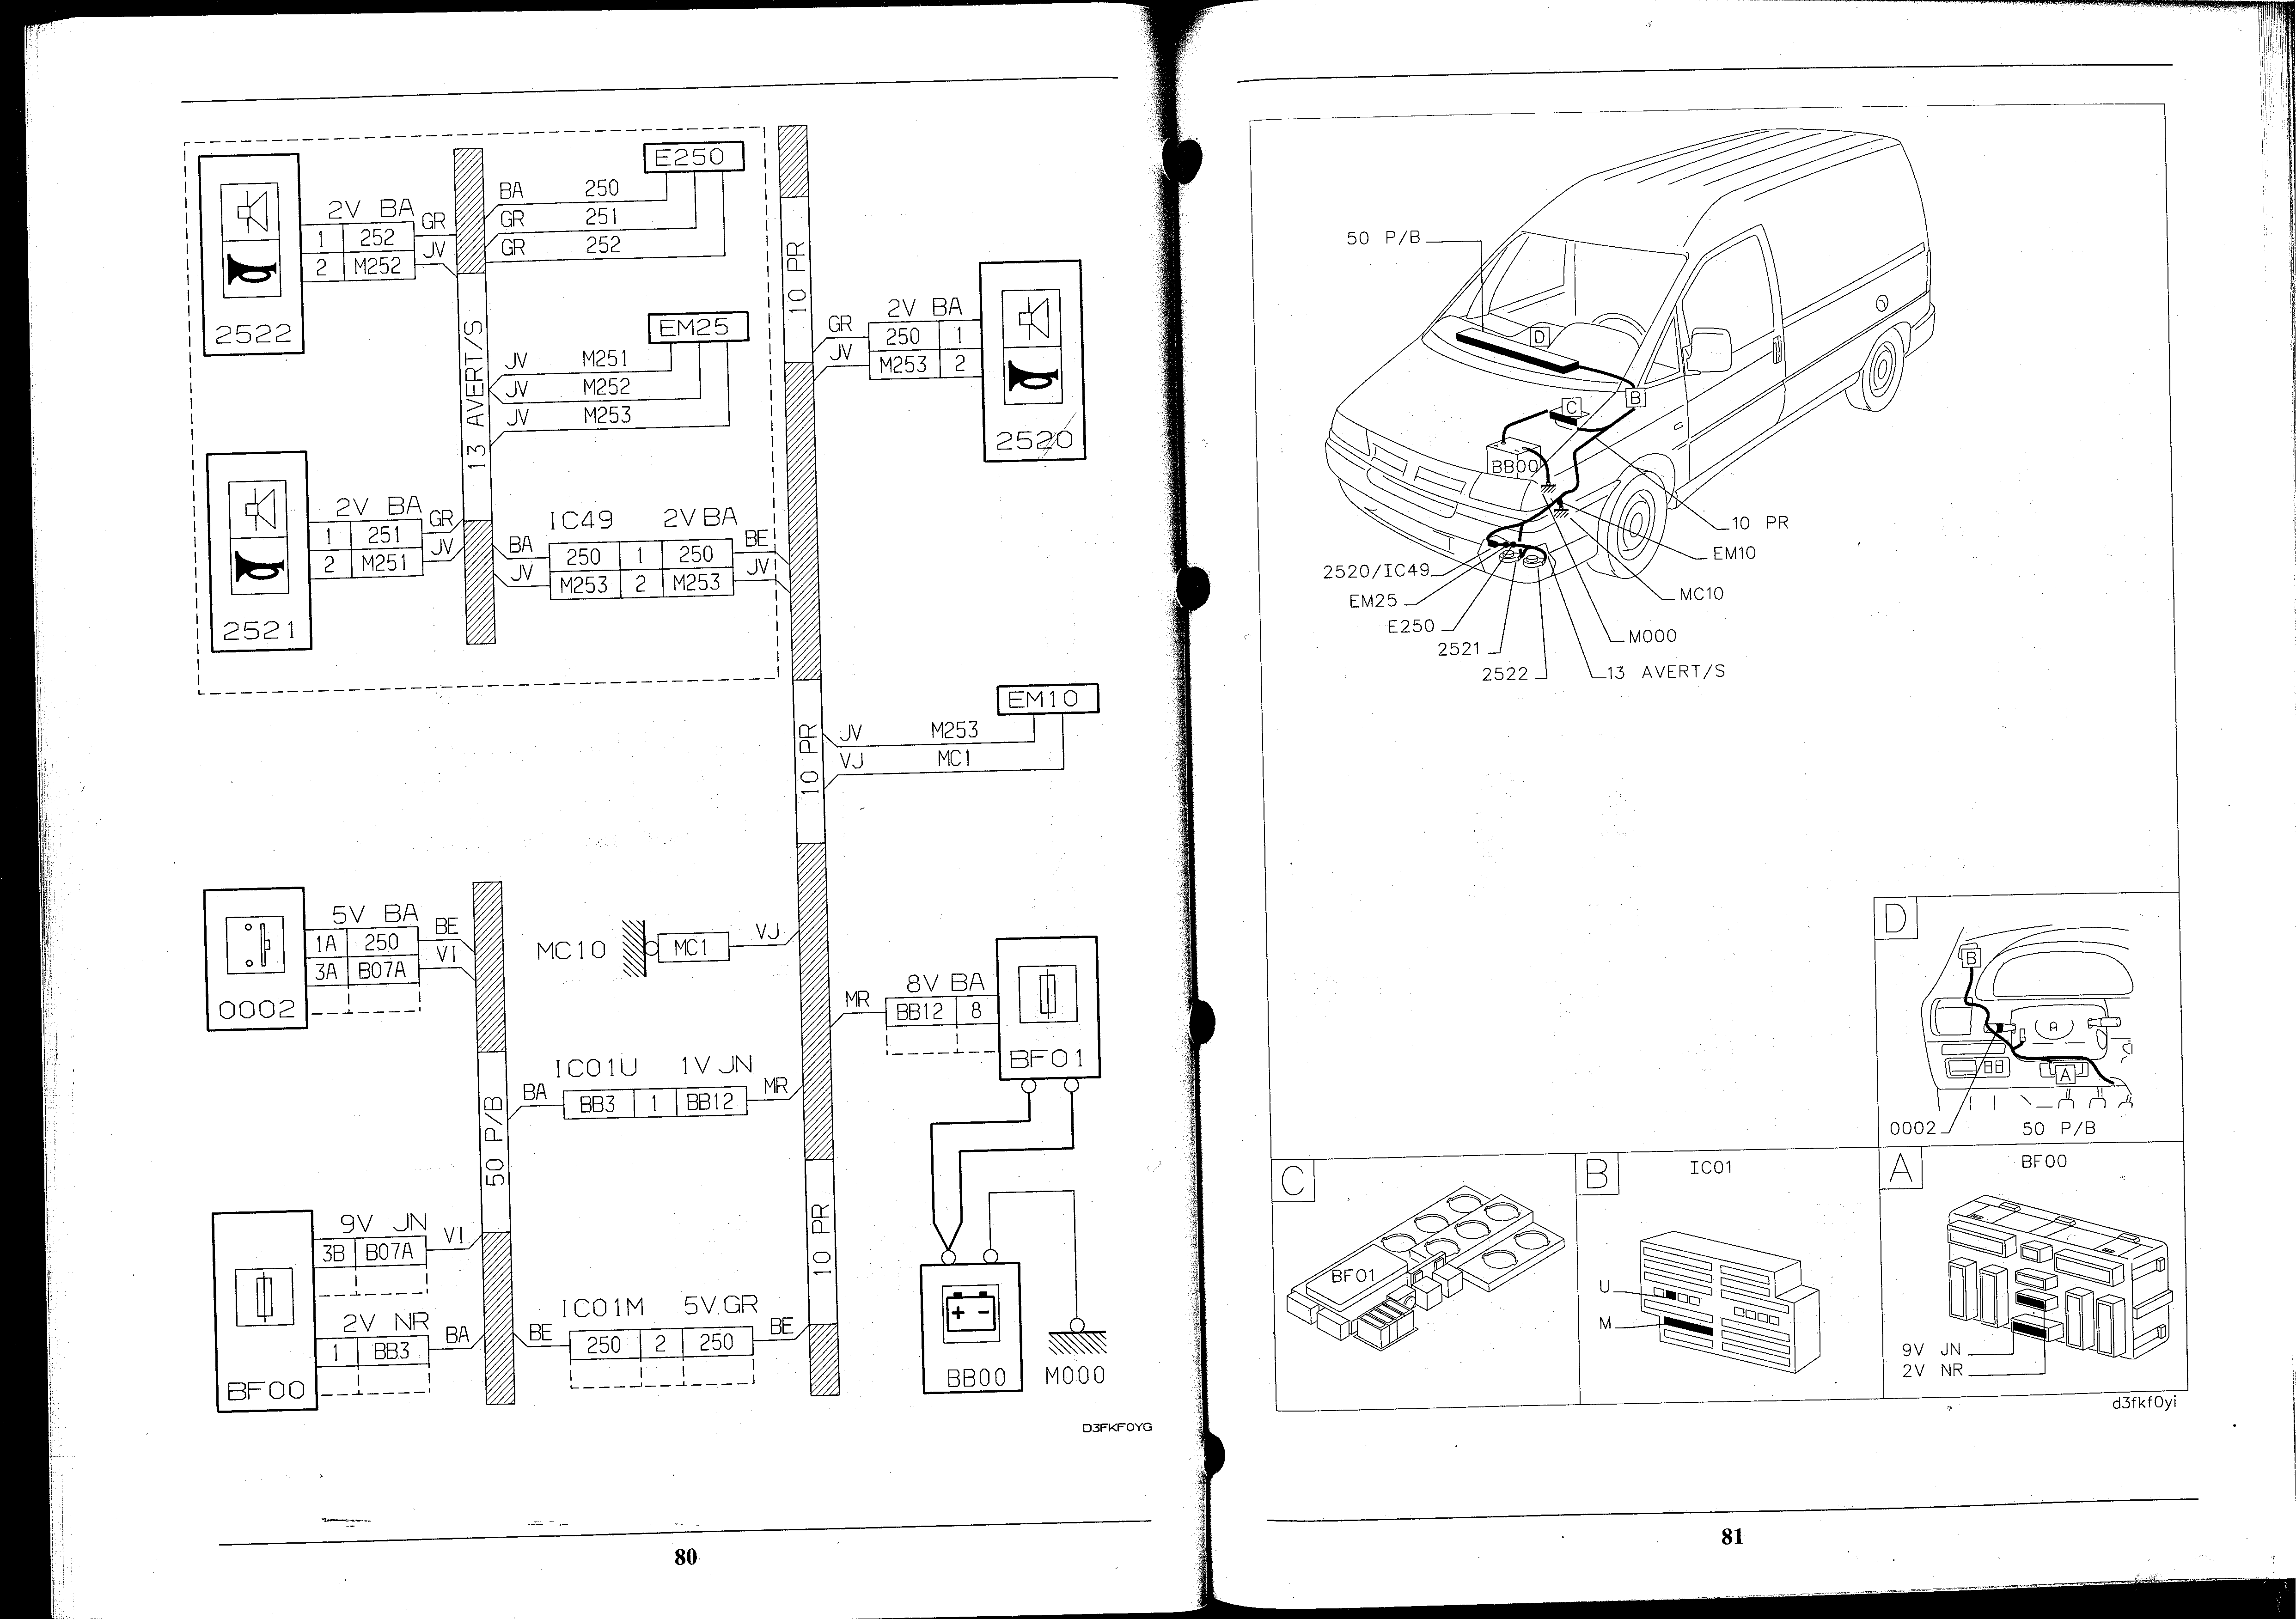 E250
BA 250
2V BA
GR
GR 251
1 252
JV
GR 252
2 M252
2522
10 PR
2V BA
GR
250 1
JV
M253 2
2520
EM25
JV M251
JV M252
JV M253
13 AVERT/S
2V BA
GR
1 251
JV
2 M251
2521
IC49 2V BA
BA
250 1 250
BE
JV
M253 2 M253
JV
EM10
JV M253
VJ MC1
10 PR
5V BA
BE
1A 250
VI
3A B07A
0002
MC10
MC1
VJ
8V BA
MR
BB12 8
BF01
IC01U 1V JN
BA
BB3 1 BB12
MR
50 P/B
9V JN
VI
3B B07A
2V NR
BA
1 BB3
BF00
IC01M 5V GR
BE
250 2 250
BE
10 PR
BB00
M000
D3FKF0YG
80
50 P/B
D
B
C
BB00
10 PR
EM10
2520/IC49
MC10
EM25
E250
M000
2521
2522
13 AVERT/S
D
B
A
A
0002
50 P/B
C
BF01
B
IC01
U
M
A
BF00
9V JN
2V NR
d3fkf0yi
81